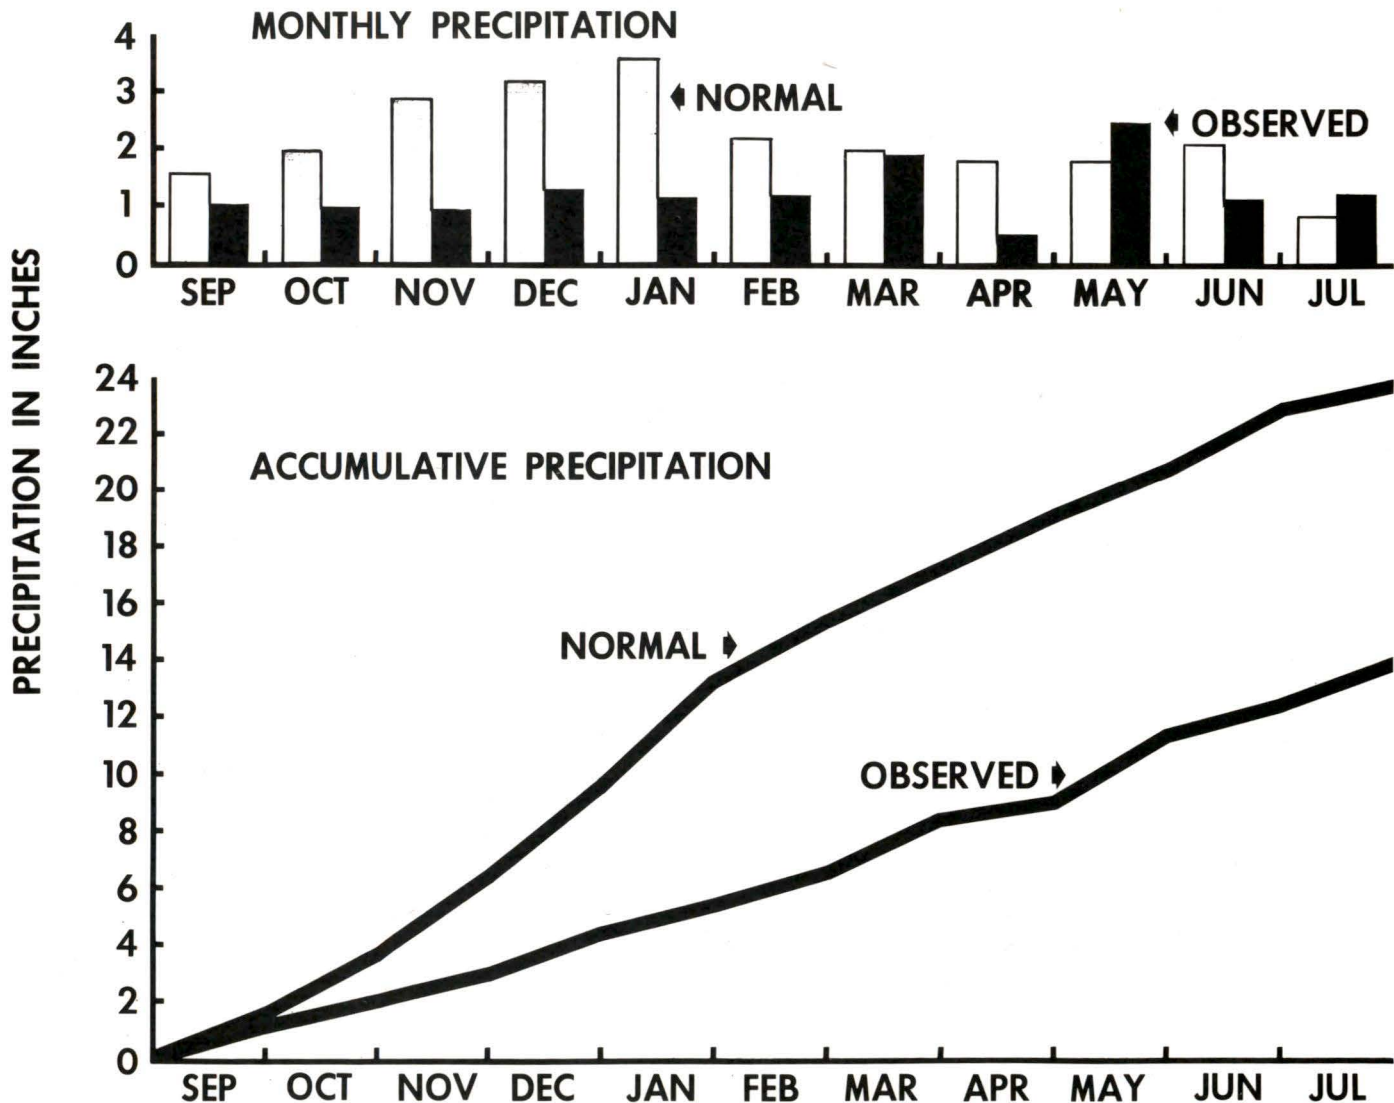 MONTHLY PRECIPITATION
4
3
2
1
0
NORMAL
OBSERVED
SEP OCT NOV DEC JAN FEB MAR APR MAY JUN JUL
PRECIPITATION IN INCHES
24
22
20
18
16
14
12
10
8
6
4
2
0
ACCUMULATIVE PRECIPITATION
NORMAL
OBSERVED
SEP OCT NOV DEC JAN FEB MAR APR MAY JUN JUL